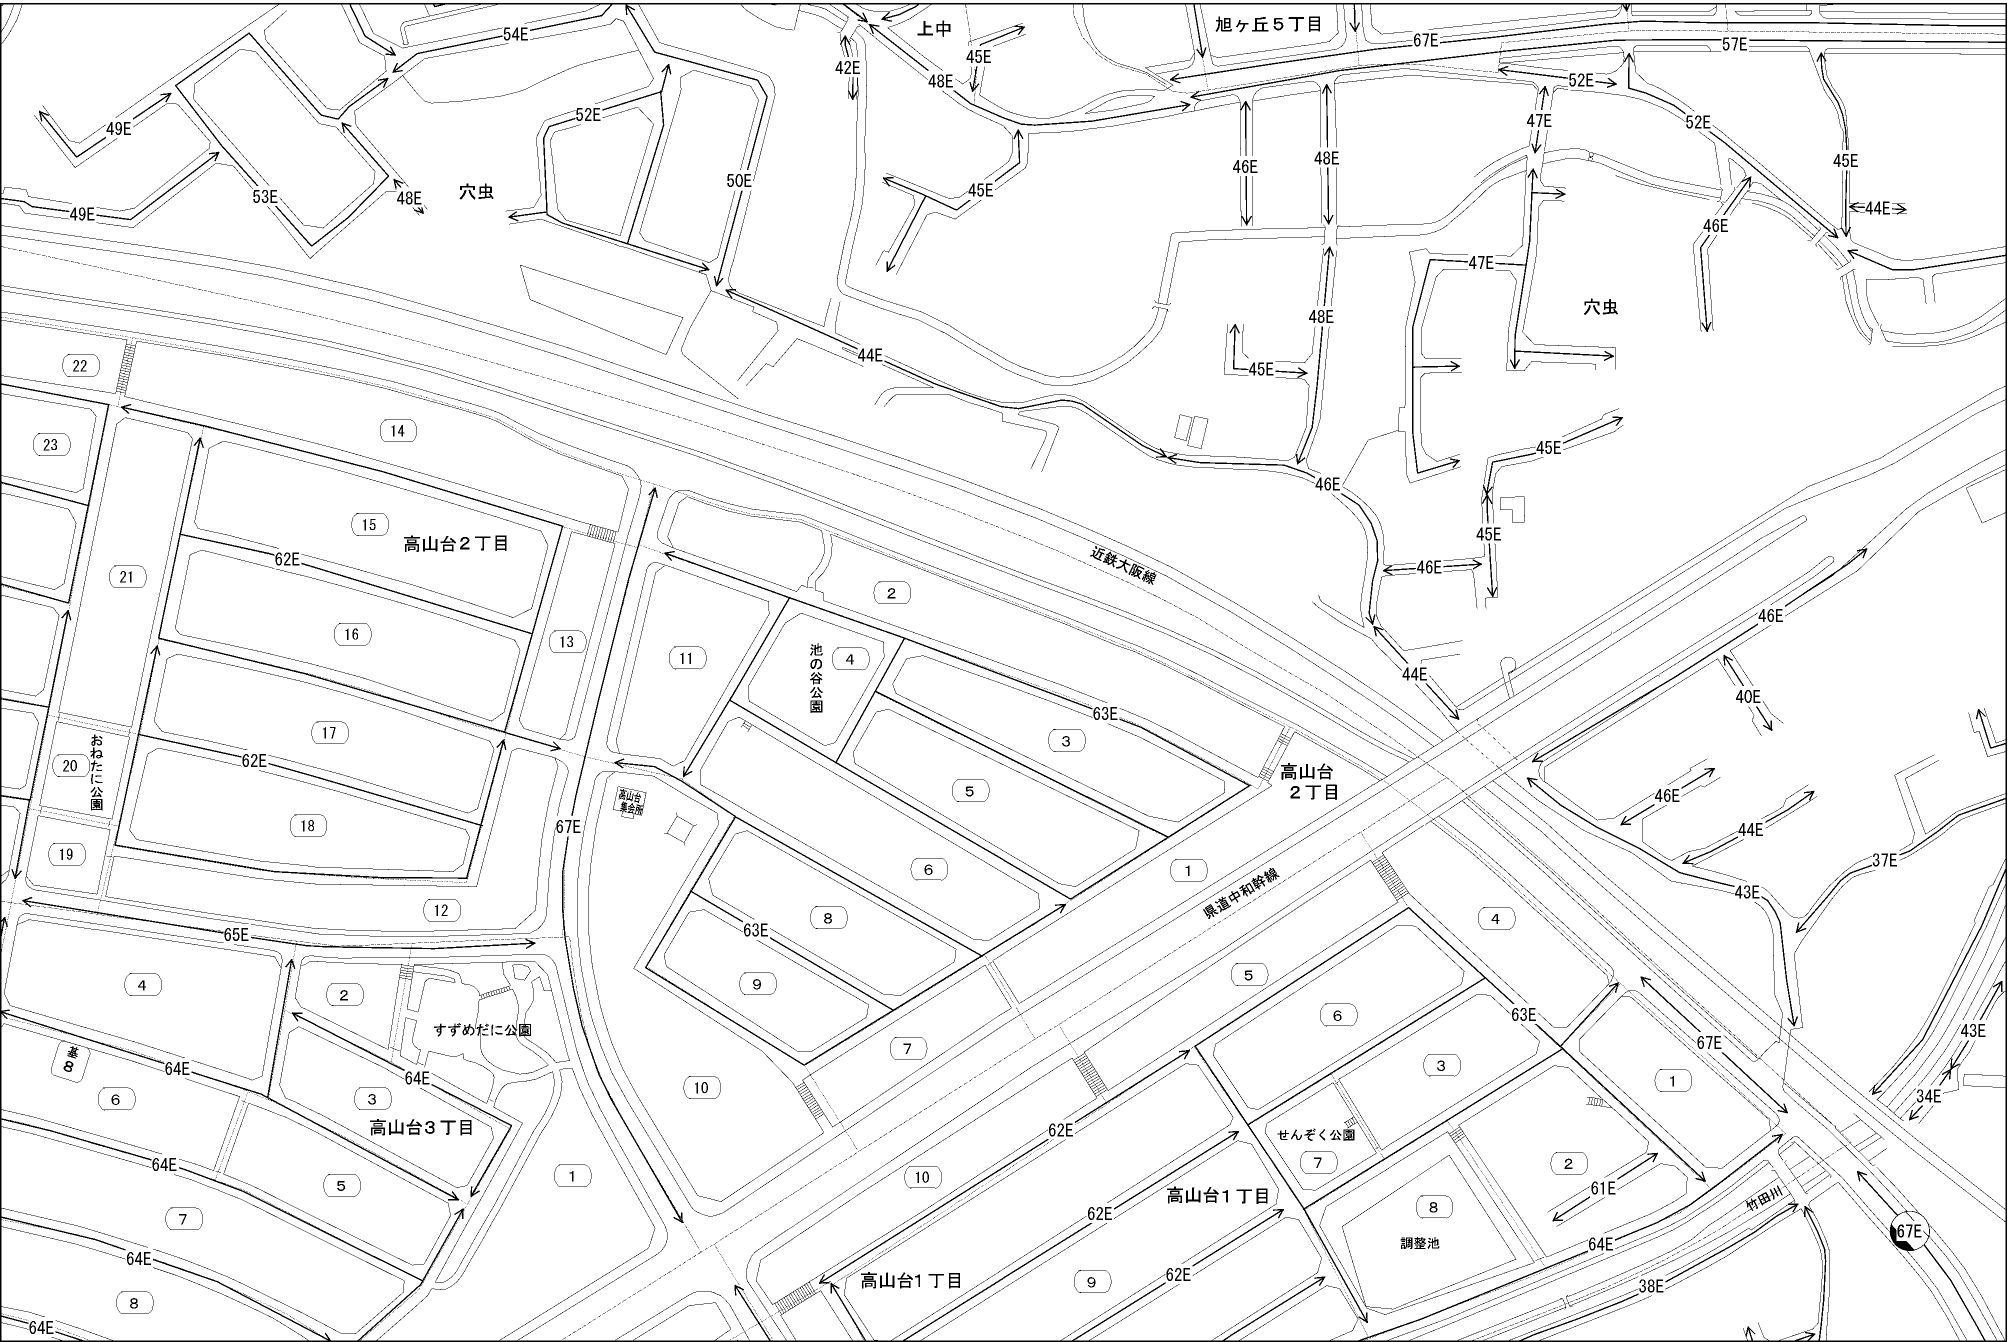 54E
上中
旭ヶ丘５丁目
67E
57E
42E
45E
48E
52E
49E
52E
47E
52E
48E
46E
45E
53E
48E
穴虫
50E
45E
44E
49E
46E
47E
穴虫
48E
44E
45E
22
14
23
45E
46E
15
高山台２丁目
45E
62E
近鉄大阪線
46E
21
2
46E
16
13
池の谷公園
4
11
44E
40E
63E
3
17
おねたに公園
20
62E
高山台
２丁目
5
高山台
集会所
46E
18
67E
44E
19
6
1
37E
県道中和幹線
43E
12
8
4
65E
63E
4
2
9
5
すずめだに公園
6
63E
43E
基
8
64E
7
67E
64E
10
3
1
6
3
34E
高山台３丁目
62E
せんぞく公園
64E
7
2
5
1
10
高山台１丁目
61E
竹田川
7
62E
8
67E
調整池
64E
64E
高山台１丁目
9
62E
38E
8
64E